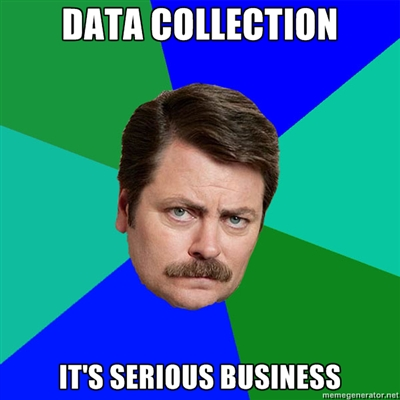 DATA COLLECTION
IT'S SERIOUS BUSINESS
memegenerator.net